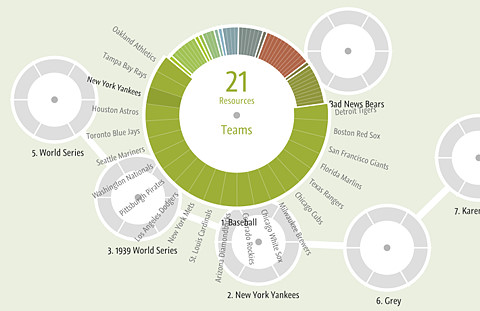 Oakland Athletics
Tampa Bay Rays
New York Yankees
Houston Astros
Toronto Blue Jays
Seattle Mariners
Washington Nationals
Pittsburgh Pirates
Los Angeles Dodgers
New York Mets
St. Louis Cardinals
Arizona Diamondbacks
Colorado Rockies
Chicago White Sox
Milwaukee Brewers
Chicago Cubs
Texas Rangers
Florida Marlins
San Francisco Giants
Boston Red Sox
Detroit Tigers
21
Resources
Teams
Bad News Bears
5. World Series
3. 1939 World Series
1. Baseball
2. New York Yankees
6. Grey
7. Karen